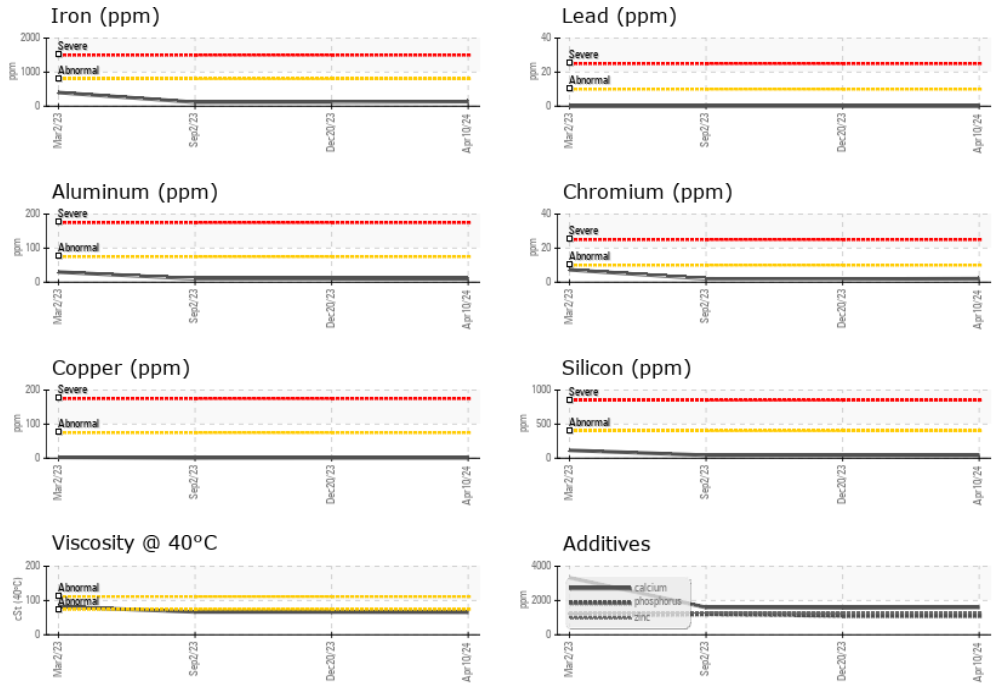 Iron (ppm)
2000
Severe
1000
Abnormal
0
ppm
Mar2/23
Sep2/23
Dec20/23
Apr10/24
Lead (ppm)
40
Severe
20
Abnormal
0
ppm
Mar2/23
Sep2/23
Dec20/23
Apr10/24
Aluminum (ppm)
200
Severe
100
Abnormal
0
ppm
Mar2/23
Sep2/23
Dec20/23
Apr10/24
Chromium (ppm)
40
Severe
20
Abnormal
0
ppm
Mar2/23
Sep2/23
Dec20/23
Apr10/24
Copper (ppm)
200
Severe
100
Abnormal
0
ppm
Mar2/23
Sep2/23
Dec20/23
Apr10/24
Silicon (ppm)
1000
Severe
500
Abnormal
0
ppm
Mar2/23
Sep2/23
Dec20/23
Apr10/24
Viscosity @ 40°C
200
Abnormal
100
Abnormal
0
cSt (40°C)
Mar2/23
Sep2/23
Dec20/23
Apr10/24
Additives
4000
calcium
2000
phosphorus
zinc
0
ppm
Mar2/23
Sep2/23
Dec20/23
Apr10/24